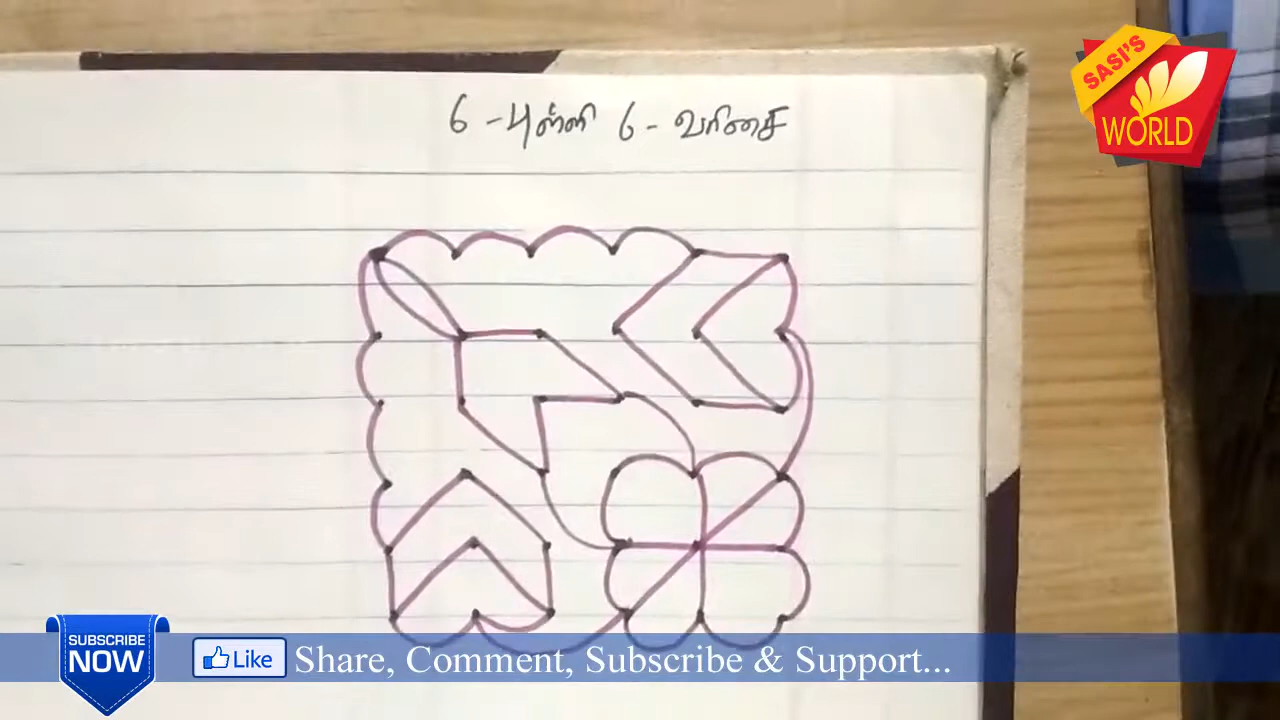 6 - புள்ளி 6 - வரிசை
SASI'S
WORLD
SUBSCRIBE
NOW
Like
Share, Comment, Subscribe & Support...